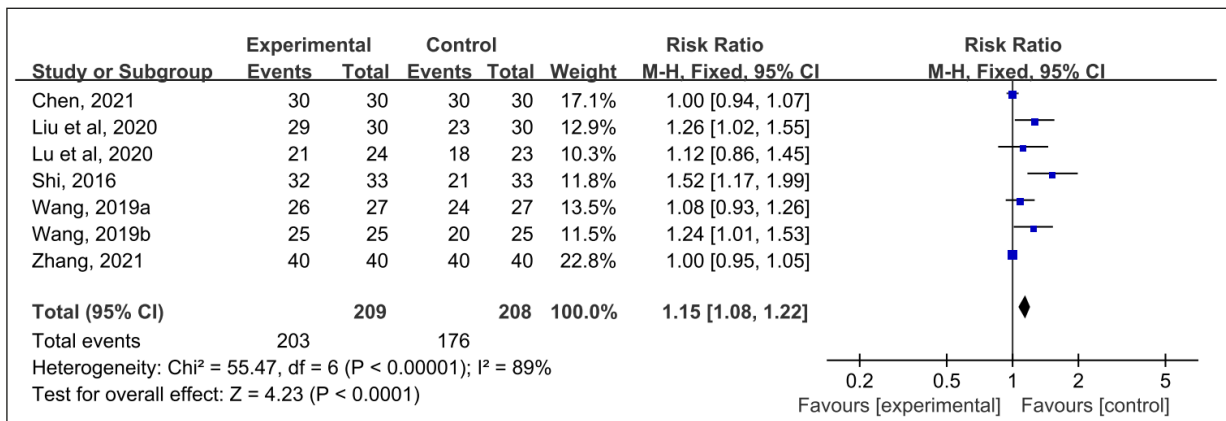 Experimental Control Risk Ratio Risk Ratio
Study or Subgroup Events Total Events Total Weight M-H, Fixed, 95% CI M-H, Fixed, 95% CI
Chen, 2021 30 30 30 30 17.1% 1.00 [0.94, 1.07]
Liu et al, 2020 29 30 23 30 12.9% 1.26 [1.02, 1.55]
Lu et al, 2020 21 24 18 23 10.3% 1.12 [0.86, 1.45]
Shi, 2016 32 33 21 33 11.8% 1.52 [1.17, 1.99]
Wang, 2019a 26 27 24 27 13.5% 1.08 [0.93, 1.26]
Wang, 2019b 25 25 20 25 11.5% 1.24 [1.01, 1.53]
Zhang, 2021 40 40 40 40 22.8% 1.00 [0.95, 1.05]
Total (95% CI) 209 208 100.0% 1.15 [1.08, 1.22]
Total events 203 176
Heterogeneity: Chi² = 55.47, df = 6 (P < 0.00001); I² = 89%
Test for overall effect: Z = 4.23 (P < 0.0001)
0.2 0.5 1 2 5
Favours [experimental] Favours [control]